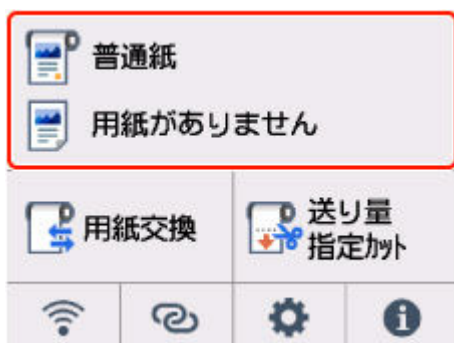 普通紙
用紙がありません
用紙交換
送り量
指定ｶｯﾄ